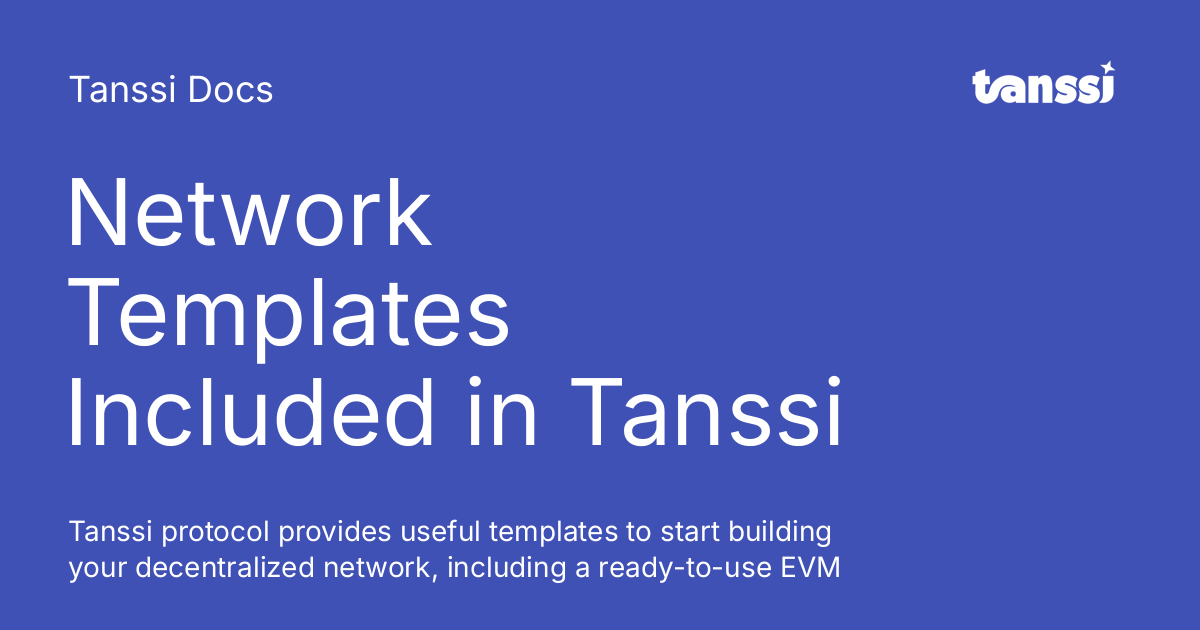 Tanssi Docs
tanssi
Network
Templates
Included in Tanssi
Tanssi protocol provides useful templates to start building
your decentralized network, including a ready-to-use EVM